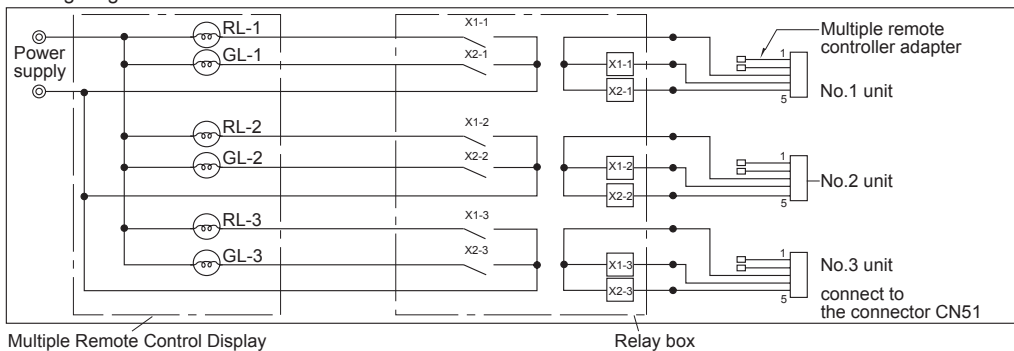 RL-1
X1-1
Multiple remote
controller adapter
Power
supply
GL-1
X2-1
X1-1
1
X2-1
5
No.1 unit
RL-2
X1-2
GL-2
X2-2
X1-2
1
X2-2
5
No.2 unit
RL-3
X1-3
GL-3
X2-3
X1-3
1
X2-3
5
No.3 unit
connect to
the connector CN51
Multiple Remote Control Display
Relay box